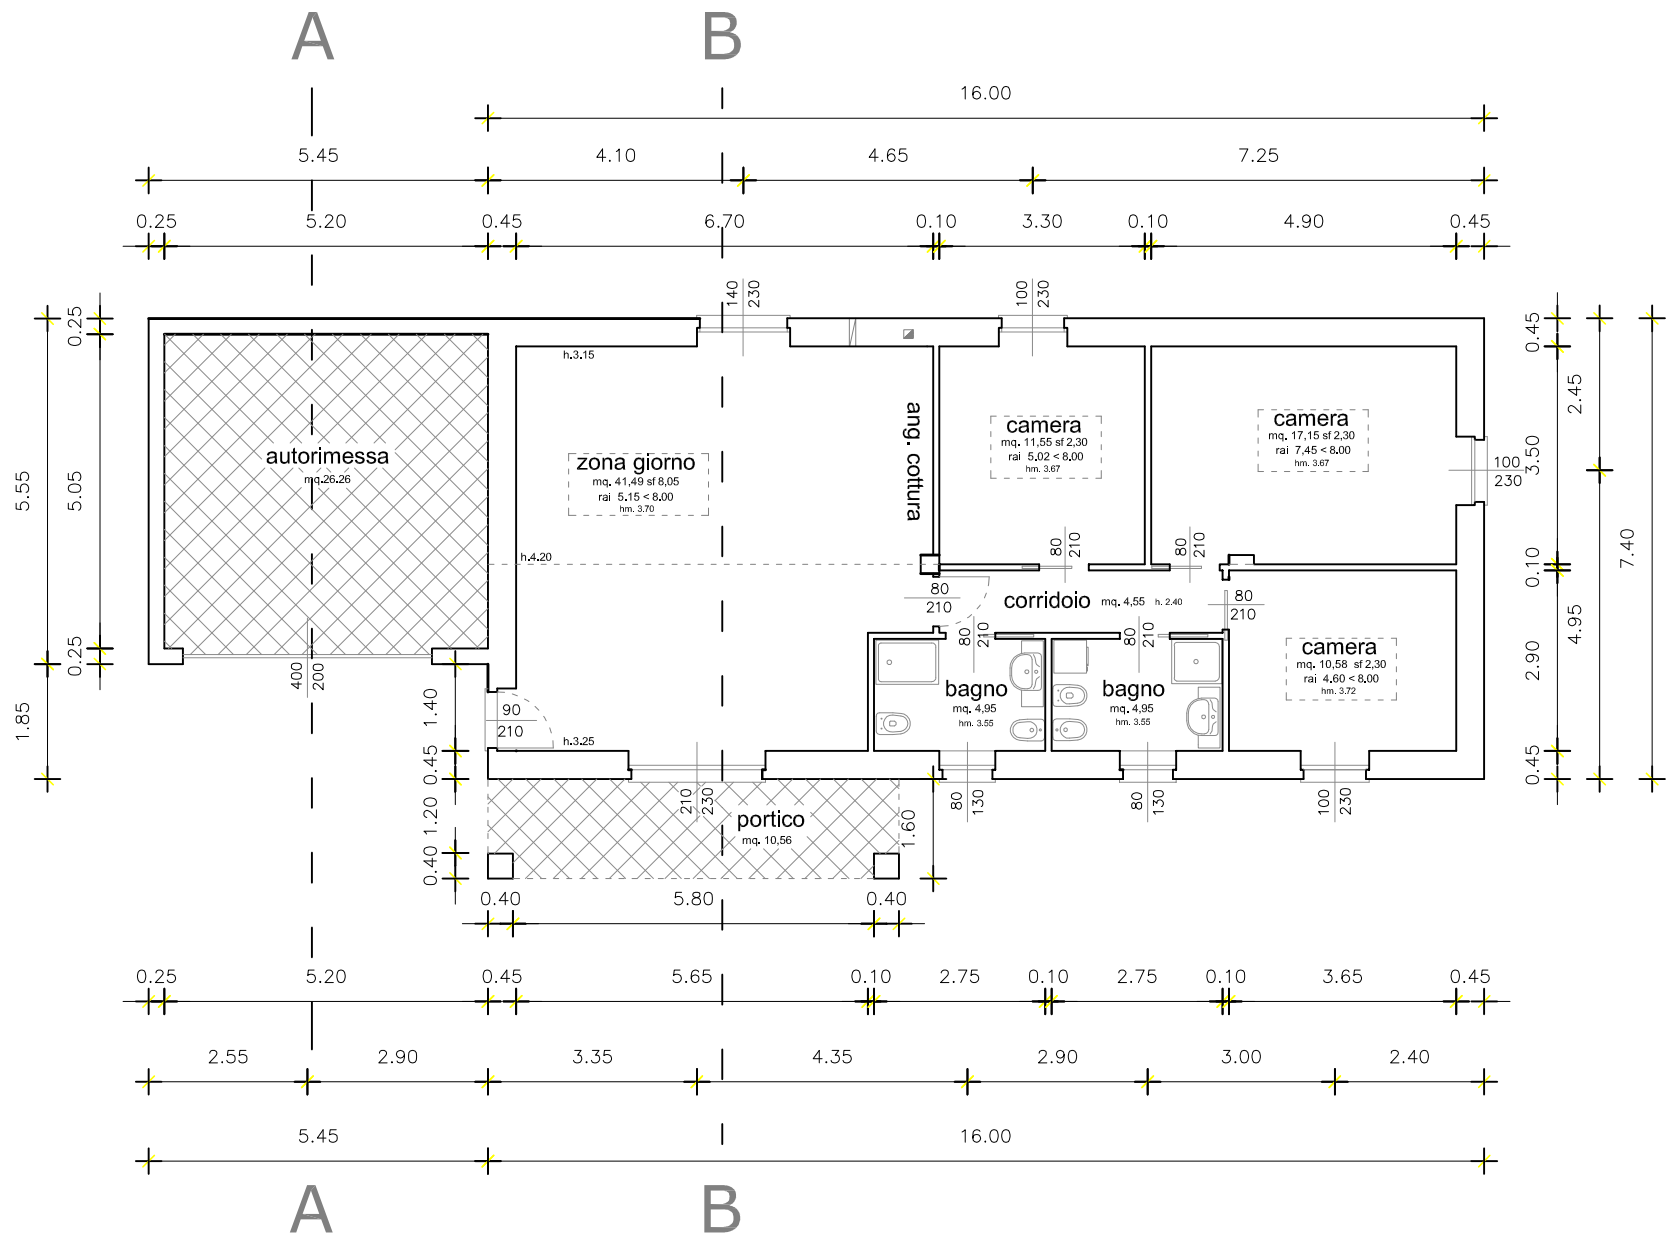 A B
16.00
5.45 4.10 4.65 7.25
0.25 5.20 0.45 6.70 0.10 3.30 0.10 4.90 0.45
140 230
100 230
0.25
5.05
0.25
5.55
1.85
h.3.15
autorimessa
mq.26.26
400 200
zona giorno
mq. 41,49 sf 8,05
rai 5.15 < 8.00
hm. 3.70
ang. cottura
camera
mq. 11,55 sf 2,30
rai 5.02 < 8.00
hm. 3.67
camera
mq. 17,15 sf 2,30
rai 7,45 < 8.00
hm. 3.67
100
230
0.45
2.45
3.50
0.10
4.95
2.90
0.45
7.40
h.4.20
80 210
80 210
80
210
corridoio mq. 4,55 h. 2.40
80
210
80 210
80 210
camera
mq. 10,58 sf 2,30
rai 4.60 < 8.00
hm. 3.72
bagno
mq. 4,95
hm. 3.55
bagno
mq. 4,95
hm. 3.55
90
210
h.3.25
1.40
0.45
1.20
0.40
210 230
80 130
80 130
100 230
portico
mq. 10,56
1.60
0.40 5.80 0.40
0.25 5.20 0.45 5.65 0.10 2.75 0.10 2.75 0.10 3.65 0.45
2.55 2.90 3.35 4.35 2.90 3.00 2.40
5.45 16.00
A B